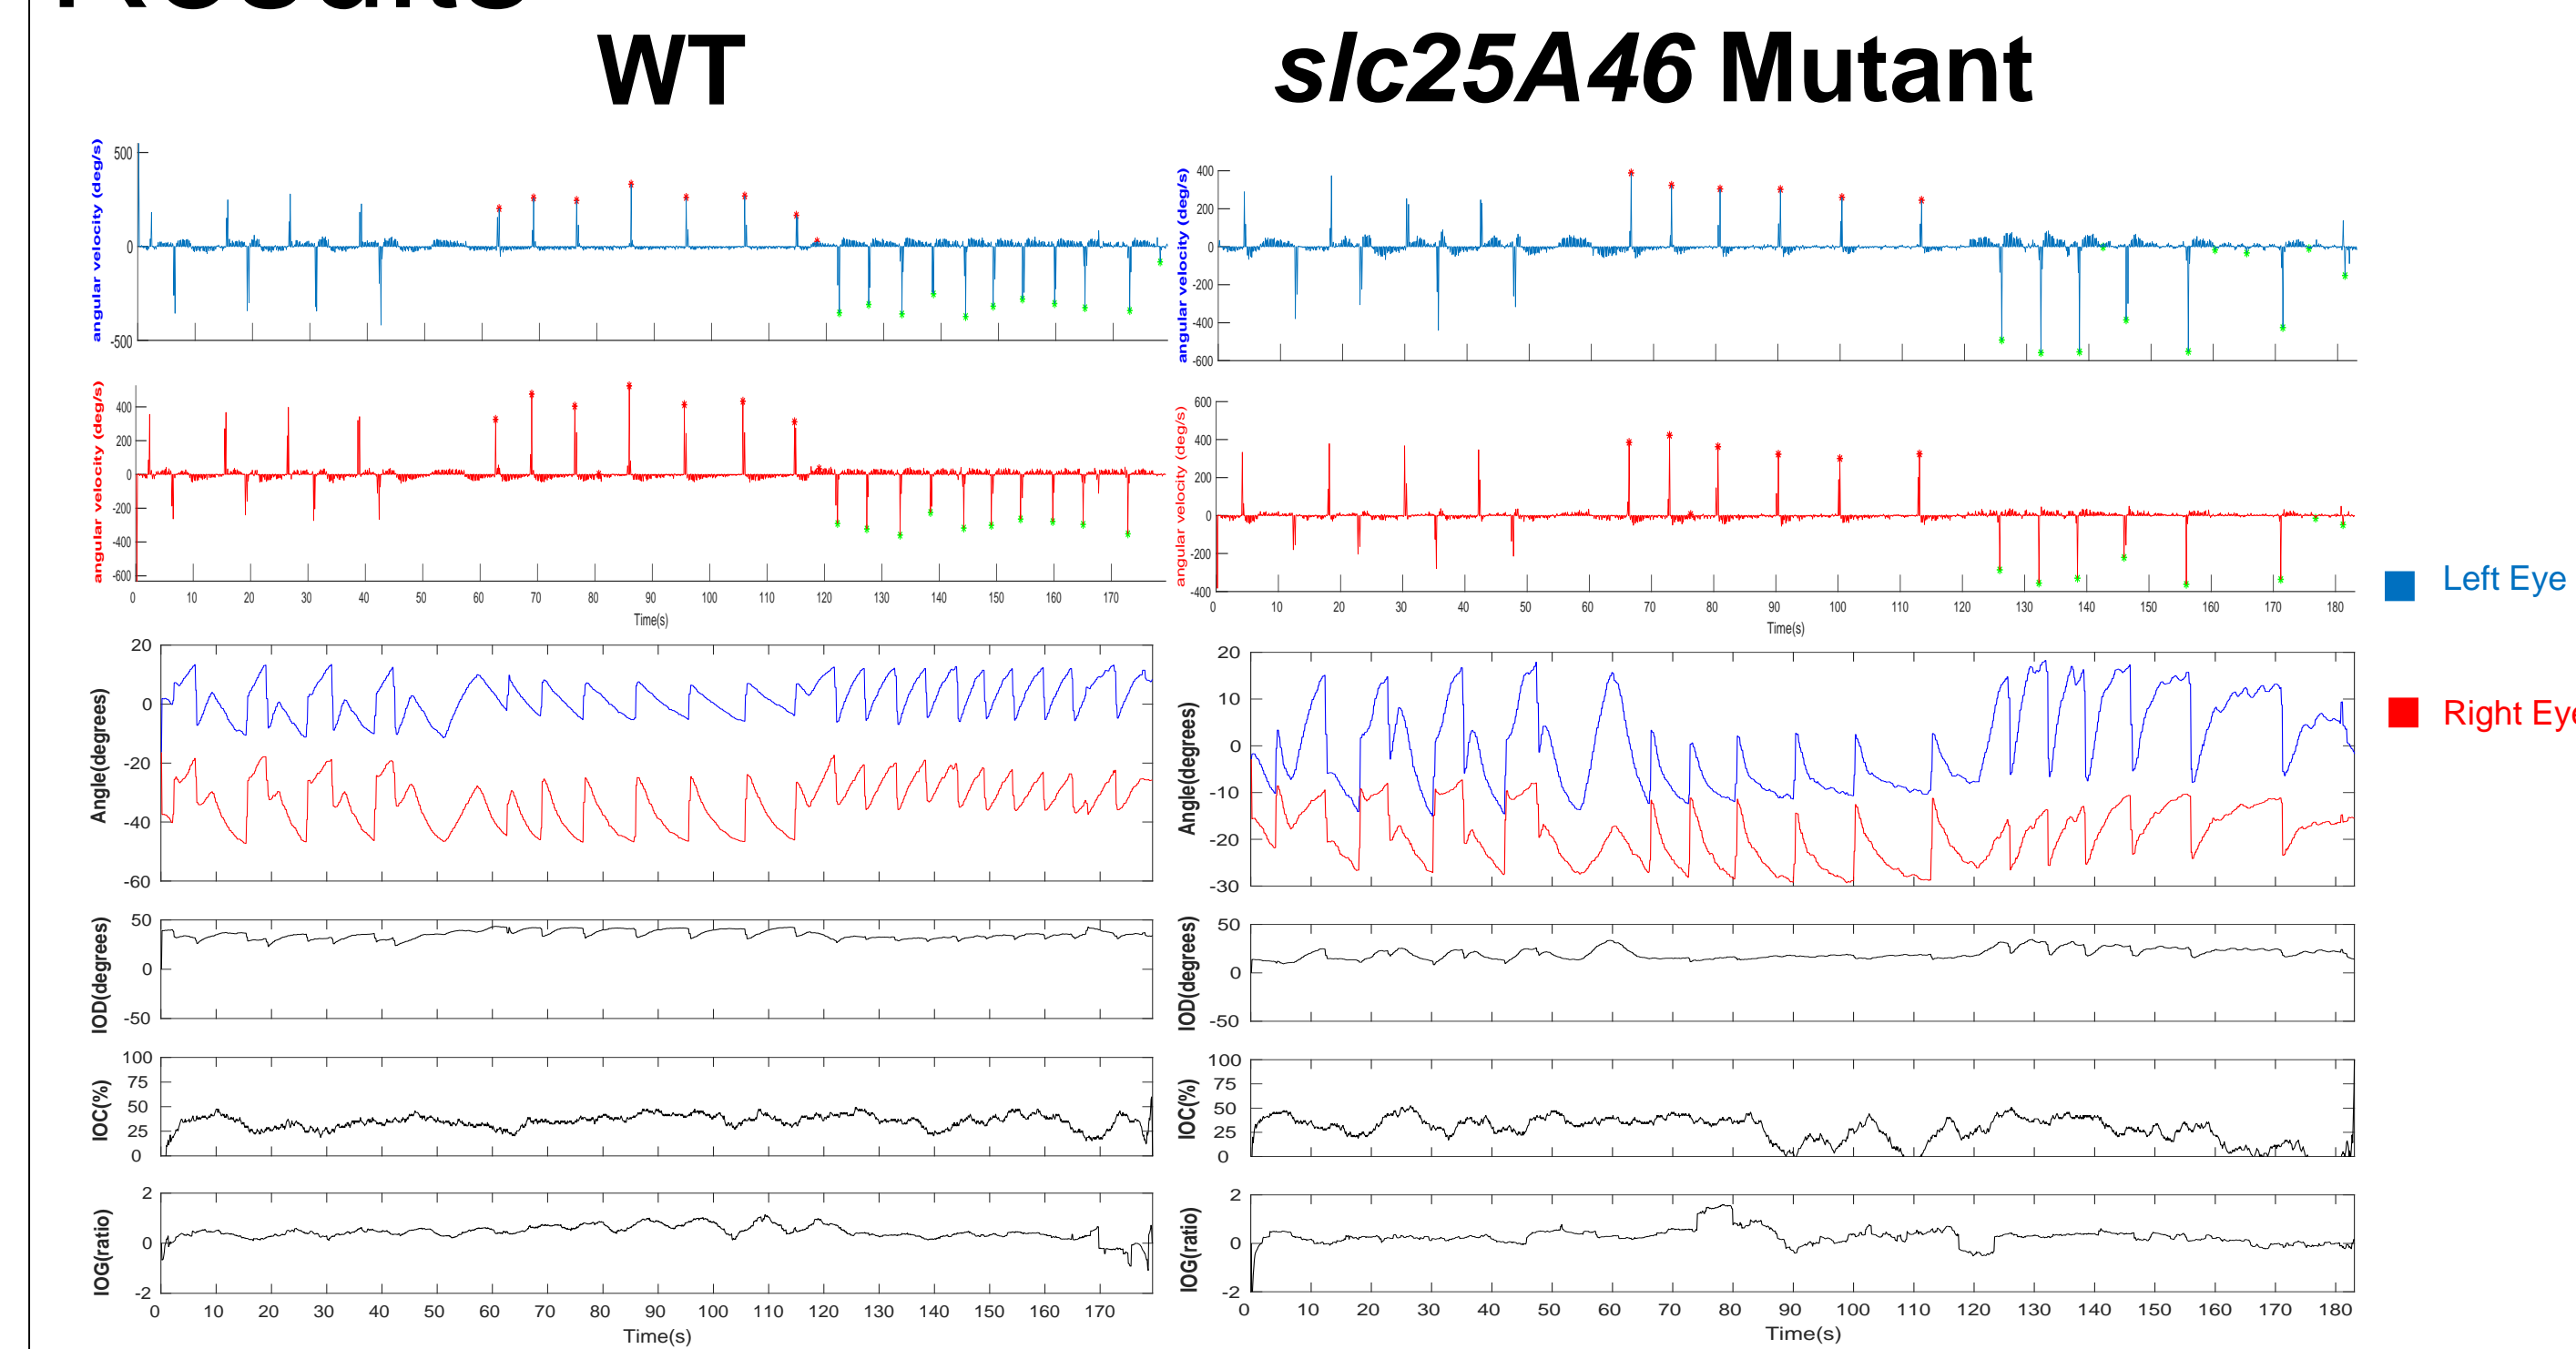 Results
WT
slc25A46 Mutant
angular velocity (deg/s)
500
0
-500
angular velocity (deg/s)
400
200
0
-200
-400
-600
angular velocity (deg/s)
400
200
0
-200
-400
-600
0 10 20 30 40 50 60 70 80 90 100 110 120 130 140 150 160 170
Time(s)
angular velocity (deg/s)
600
400
200
0
-200
-400
0 10 20 30 40 50 60 70 80 90 100 110 120 130 140 150 160 170 180
Time(s)
Left Eye
Right Eye
Angle(degrees)
20
0
-20
-40
-60
Angle(degrees)
20
10
0
-10
-20
-30
IOD(degrees)
50
0
-50
IOD(degrees)
50
0
-50
IOC(%)
100
75
50
25
0
IOC(%)
100
75
50
25
0
IOG(ratio)
2
0
-2
0 10 20 30 40 50 60 70 80 90 100 110 120 130 140 150 160 170
Time(s)
IOG(ratio)
2
0
-2
0 10 20 30 40 50 60 70 80 90 100 110 120 130 140 150 160 170 180
Time(s)